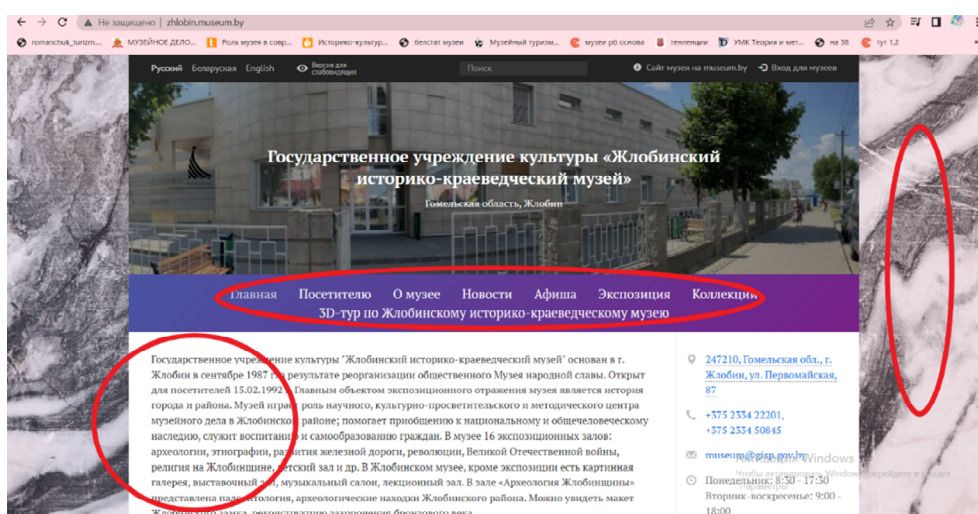 Не защищено | zhlobin.museum.by
romanchuk_turizm... МУЗЕЙНОЕ ДЕЛО... Роль музея в совр... Историко-культур... белстат музеи Музейный туризм... музеи рб основа тенденции УМК Теория и мет... на 38 тут 1,2
Русский Беларуская English Версия для слабовидящих Поиск Сайт музея на museum.by Вход для музеев
Государственное учреждение культуры «Жлобинский
историко-краеведческий музей»
Гомельская область, Жлобин
Главная Посетителю О музее Новости Афиша Экспозиция Коллекции
3D-тур по Жлобинскому историко-краеведческому музею
Государственное учреждение культуры "Жлобинский историко-краеведческий музей" основан в г.
Жлобин в сентябре 1987 г. в результате реорганизации общественного Музея народной славы. Открыт
для посетителей 15.02.1992 г. Главным объектом экспозиционного отражения музея является история
города и района. Музей играет роль научного, культурно-просветительского и методического центра
музейного дела в Жлобинском районе; помогает приобщению к национальному и общечеловеческому
наследию, служит воспитанию и самообразованию граждан. В музее 16 экспозиционных залов:
археологии, этнографии, развития железной дороги, революции, Великой Отечественной войны,
религия на Жлобинщине, детский зал и др. В Жлобинском музее, кроме экспозиции есть картинная
галерея, выставочный зал, музыкальный салон, лекционный зал. В зале «Археология Жлобинщины»
представлена палеонтология, археологические находки Жлобинского района. Можно увидеть макет
Жлобинского замка, реконструкцию захоронения бронзового века.
247210, Гомельская обл., г.
Жлобин, ул. Первомайская,
87
+375 2334 22201,
+375 2334 50845
museum@gisp.gov.by
Активация Windows
Чтобы активировать Windows, перейдите в раздел
"Параметры".
Понедельник: 8:30 - 17:30
Вторник-воскресенье: 9:00 -
18:00